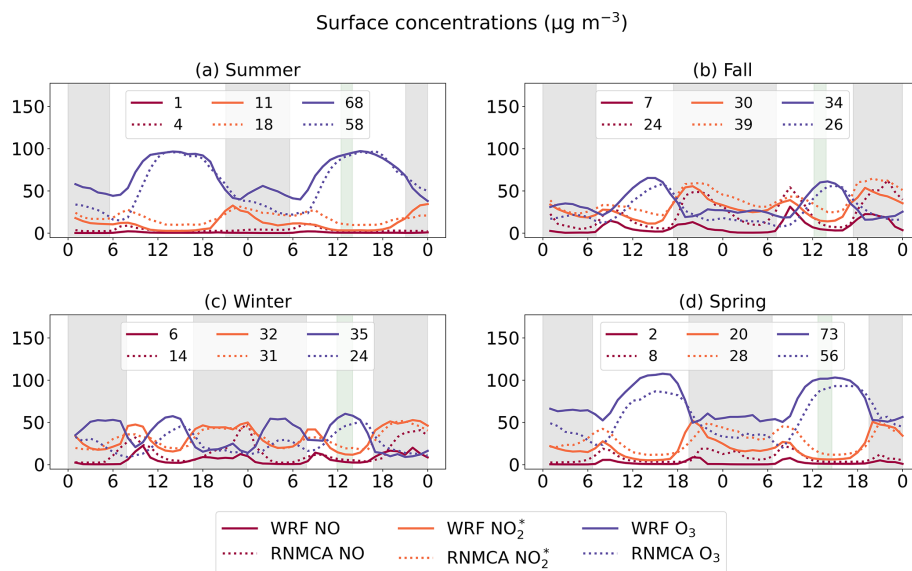 Surface concentrations (µg m⁻³)
(a) Summer
(b) Fall
150
100
50
0
1
11
68
4
18
58
150
100
50
0
7
30
34
24
39
26
0 6 12 18 0 6 12 18 0
0 6 12 18 0 6 12 18 0
(c) Winter
(d) Spring
150
100
50
0
6
32
35
14
31
24
150
100
50
0
2
20
73
8
28
56
0 6 12 18 0 6 12 18 0
0 6 12 18 0 6 12 18 0
WRF NO
WRF NO₂*
WRF O₃
RNMCA NO
RNMCA NO₂*
RNMCA O₃